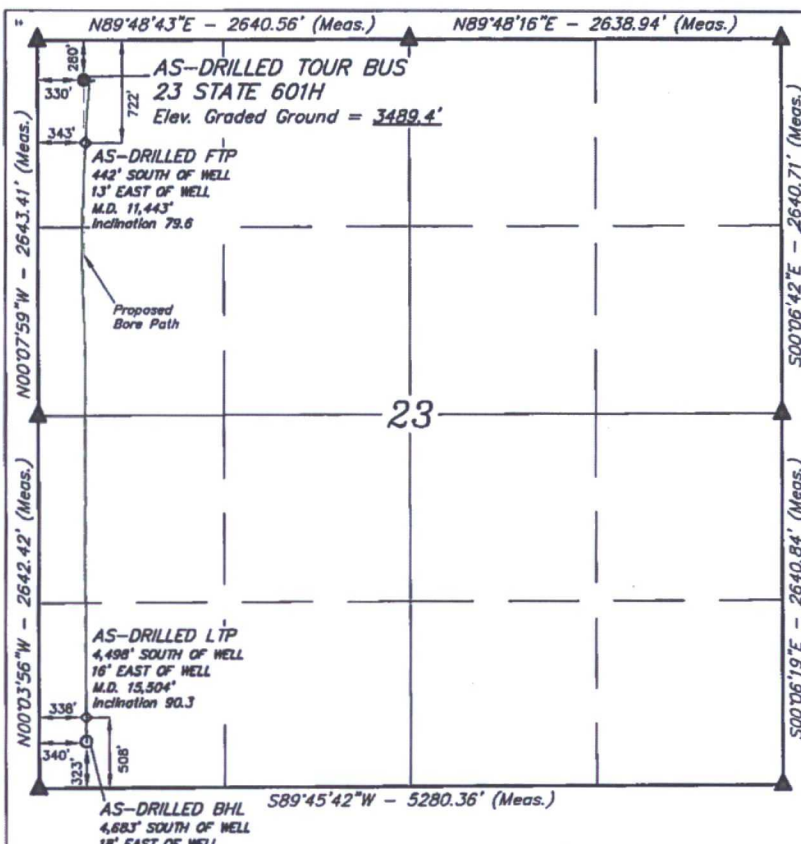 N89°48'43"E - 2640.56' (Meas.)
N89°48'16"E - 2638.94' (Meas.)
280'
330'
722'
343'
AS-DRILLED TOUR BUS
23 STATE 601H
Elev. Graded Ground = 3489.4'
AS-DRILLED FTP
442' SOUTH OF WELL
13' EAST OF WELL
M.D. 11,443'
Inclination 79.6
N00°07'59"W - 2643.41' (Meas.)
S00°06'42"E - 2640.71' (Meas.)
Proposed
Bore Path
23
N00°03'56"W - 2642.42' (Meas.)
S00°06'19"E - 2640.84' (Meas.)
AS-DRILLED LTP
4,498' SOUTH OF WELL
16' EAST OF WELL
M.D. 15,504'
Inclination 90.3
338'
340'
323'
508'
S89°45'42"W - 5280.36' (Meas.)
AS-DRILLED BHL
4,683' SOUTH OF WELL
EAST OF WELL